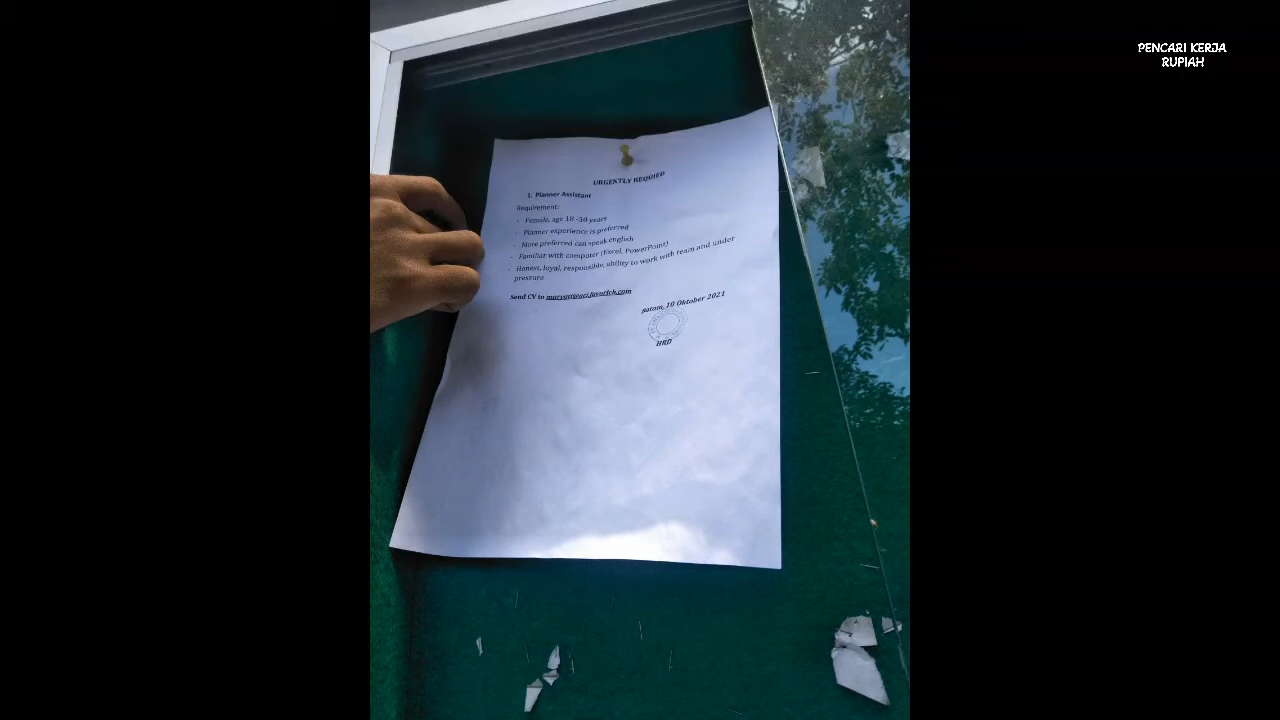 PENCARI KERJA
RUPIAH
URGENTLY REQUIED
1. Planner Assistant
Requirement:
- Female, age 18 -30 years
- Planner experience is preferred
- More preferred can speak english
- Familiar with computer (Excel, PowerPoint)
- Honest, loyal, responsible, ability to work with team and under
pressure
Send CV to
Batam, 10 Oktober 2021
HRD